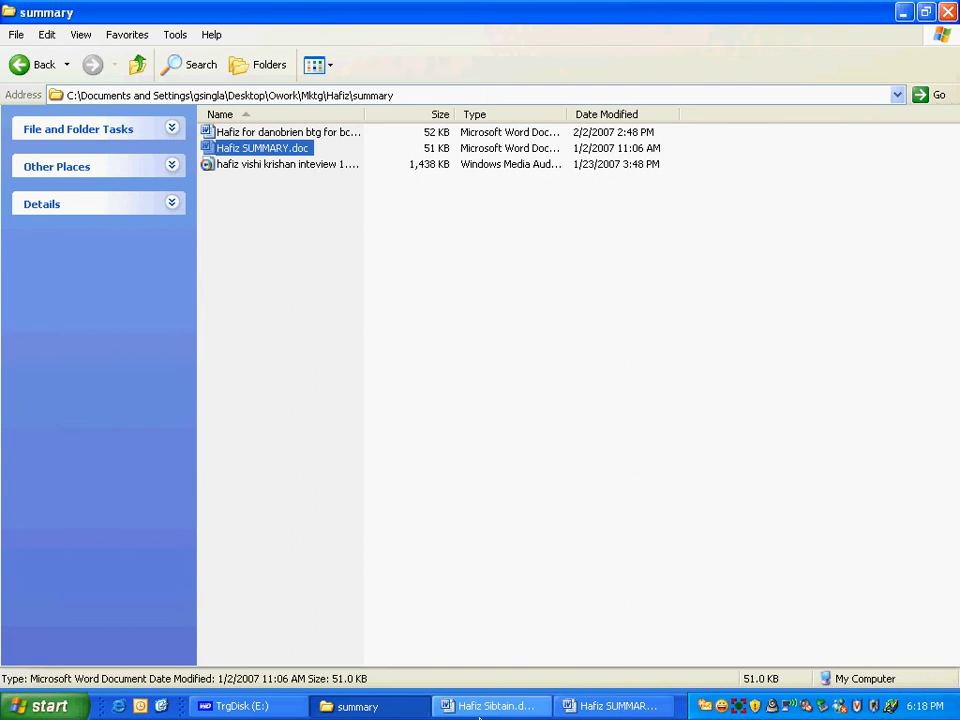 summary
File Edit View Favorites Tools Help
Back Search Folders
Address C:\Documents and Settings\gsingla\Desktop\Owork\Mktg\Hafiz\summary Go
File and Folder Tasks
Other Places
Details
Name Size Type Date Modified
Hafiz for danobrien btg for bc... 52 KB Microsoft Word Doc... 2/2/2007 2:48 PM
Hafiz SUMMARY.doc 51 KB Microsoft Word Doc... 1/2/2007 11:06 AM
hafiz vishi krishan inteview 1.... 1,438 KB Windows Media Aud... 1/23/2007 3:48 PM
Type: Microsoft Word Document Date Modified: 1/2/2007 11:06 AM Size: 51.0 KB 51.0 KB My Computer
start TrgDisk (E:) summary Hafiz Sibtain.d... Hafiz SUMMAR... 6:18 PM